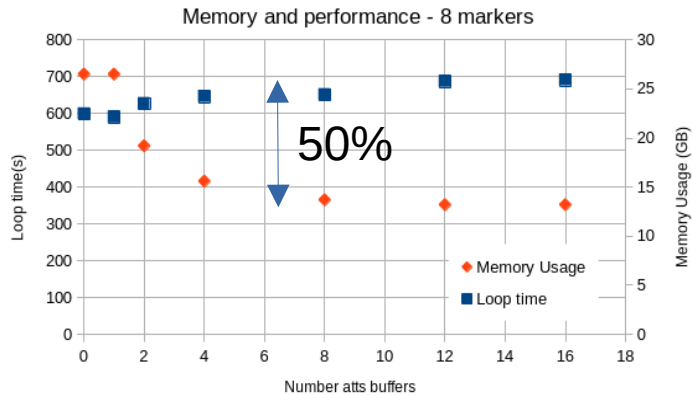 Memory and performance - 8 markers
800
700
600
500
400
300
200
100
0
30
25
20
15
10
5
0
50%
Memory Usage
Loop time
0 2 4 6 8 10 12 14 16 18
Number atts buffers
Loop time(s)
Memory Usage (GB)